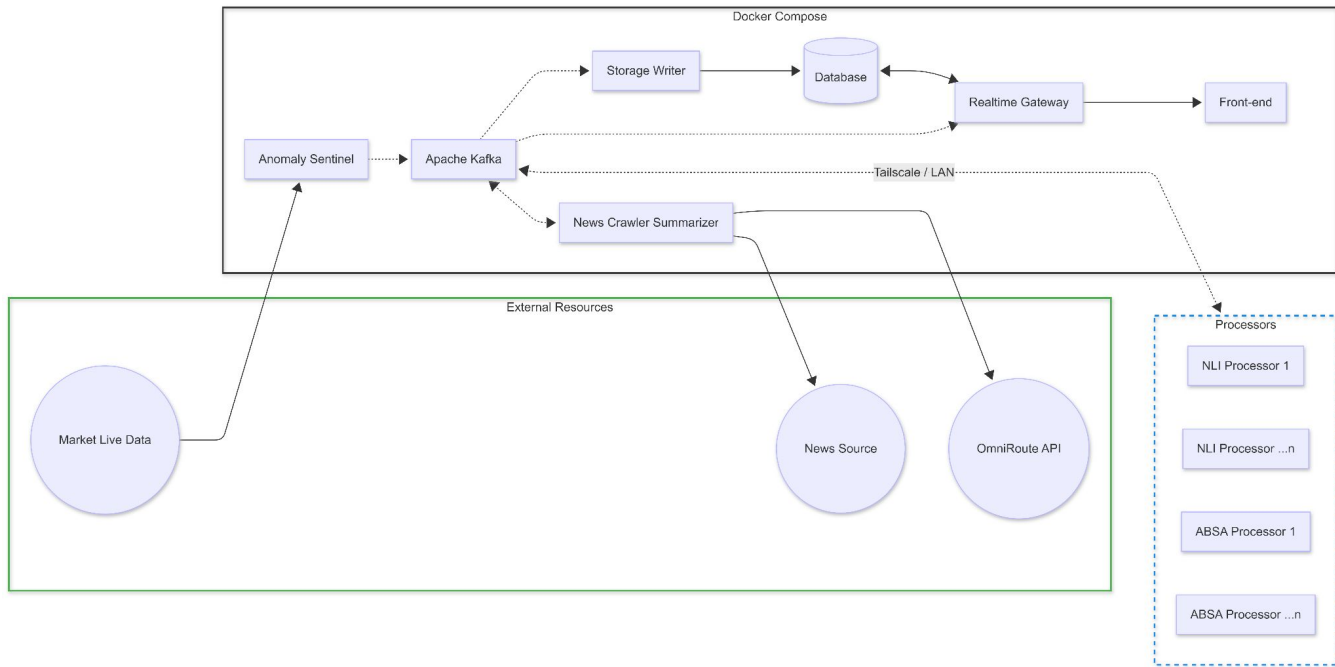 Docker Compose
Storage Writer
Database
Realtime Gateway
Front-end
Anomaly Sentinel
Apache Kafka
Tailscale / LAN
News Crawler Summarizer
External Resources
Market Live Data
News Source
OmniRoute API
Processors
NLI Processor 1
NLI Processor ...n
ABSA Processor 1
ABSA Processor ...n